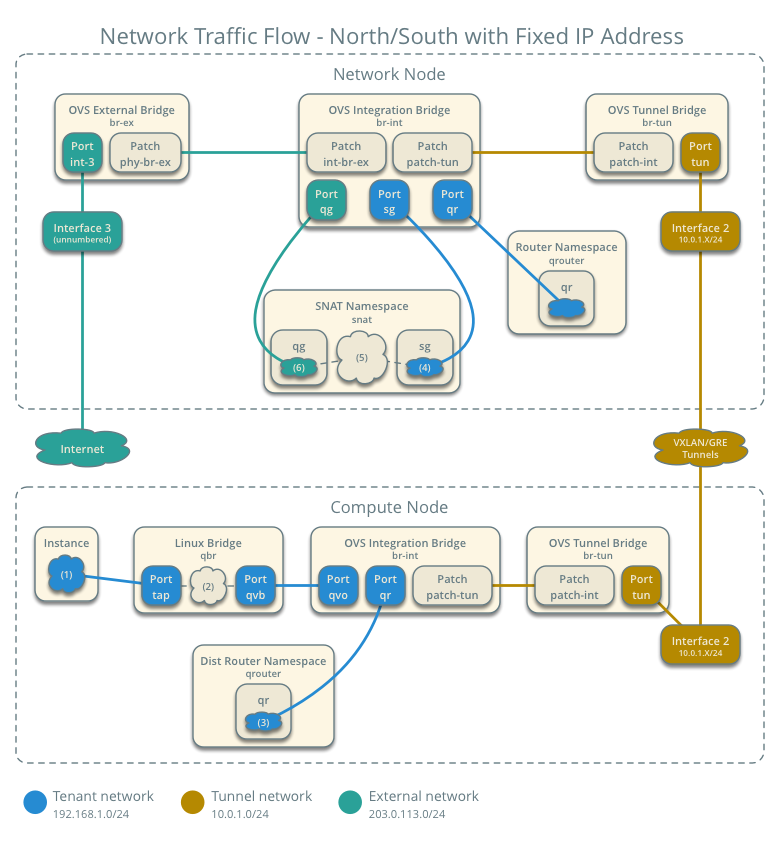 Network Traffic Flow - North/South with Fixed IP Address
Network Node
OVS External Bridge
br-ex
Port
int-3
Patch
phy-br-ex
OVS Integration Bridge
br-int
Patch
int-br-ex
Patch
patch-tun
Port
qg
Port
sg
Port
qr
OVS Tunnel Bridge
br-tun
Patch
patch-int
Port
tun
Interface 3
(unnumbered)
Interface 2
10.0.1.X/24
Router Namespace
qrouter
qr
SNAT Namespace
snat
qg
(6)
(5)
sg
(4)
Internet
VXLAN/GRE
Tunnels
Compute Node
Instance
(1)
Linux Bridge
qbr
Port
tap
(2)
Port
qvb
OVS Integration Bridge
br-int
Port
qvo
Port
qr
Patch
patch-tun
OVS Tunnel Bridge
br-tun
Patch
patch-int
Port
tun
Interface 2
10.0.1.X/24
Dist Router Namespace
qrouter
qr
(3)
Tenant network
192.168.1.0/24
Tunnel network
10.0.1.0/24
External network
203.0.113.0/24